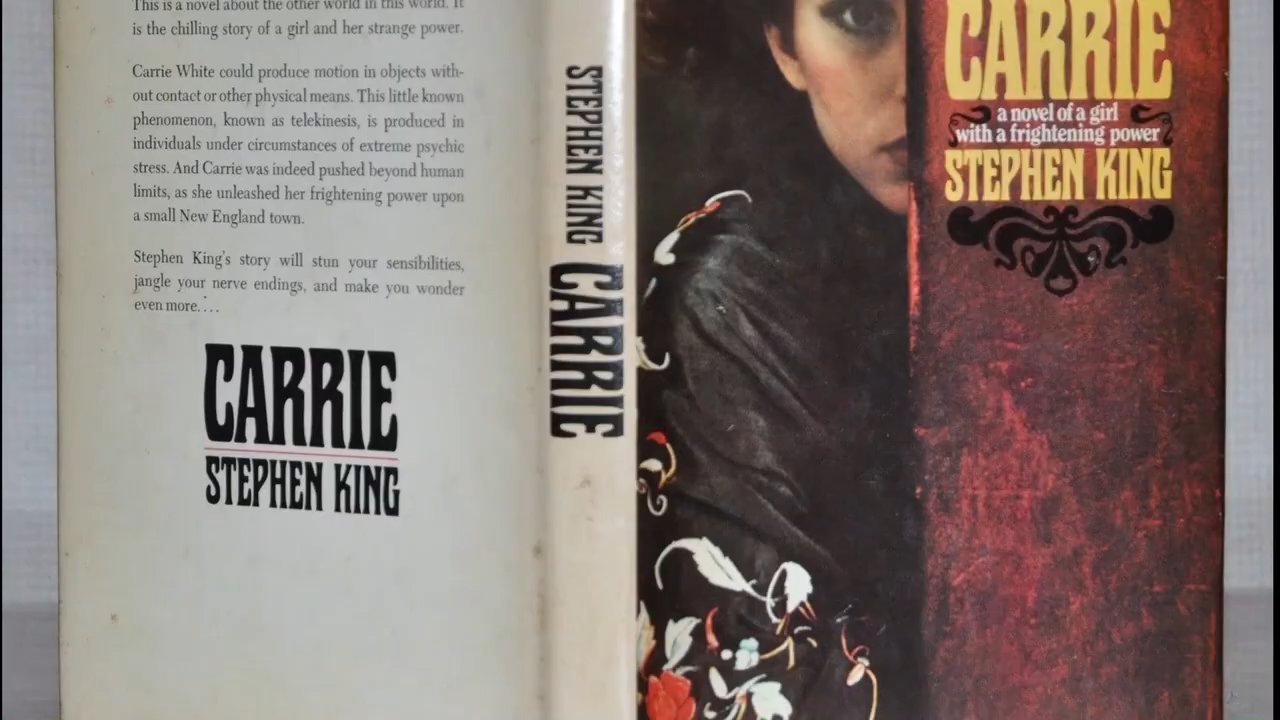 This is a novel about the other world in this world. It
is the chilling story of a girl and her strange power.
Carrie White could produce motion in objects with-
out contact or other physical means. This little known
phenomenon, known as telekinesis, is produced in
individuals under circumstances of extreme psychic
stress. And Carrie was indeed pushed beyond human
limits, as she unleashed her frightening power upon
a small New England town.
Stephen King's story will stun your sensibilities,
jangle your nerve endings, and make you wonder
even more....
CARRIE
STEPHEN KING
STEPHEN KING
CARRIE
CARRIE
a novel of a girl
with a frightening power
STEPHEN KING